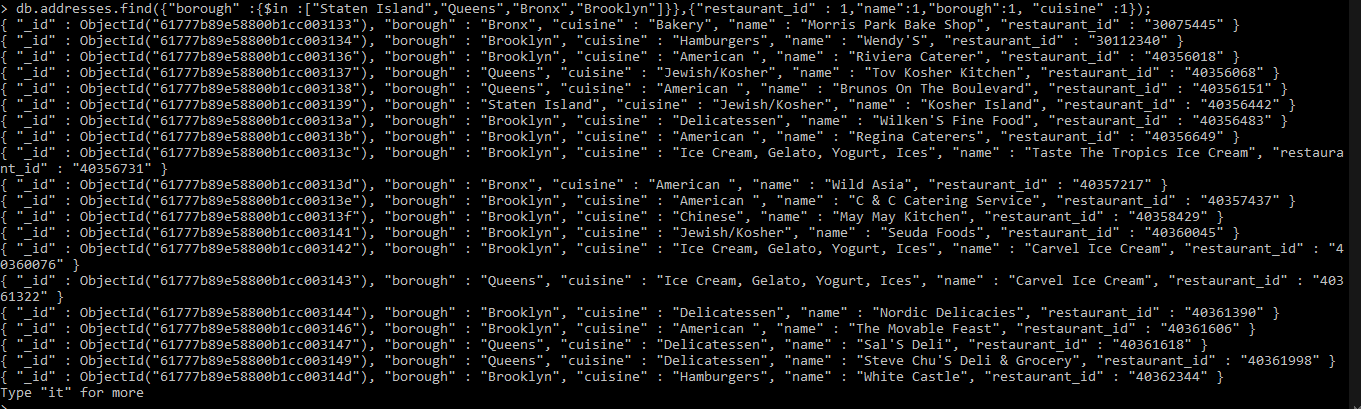 > db.addresses.find({"borough" :{$in :["Staten Island","Queens","Bronx","Brooklyn"]}},{"restaurant_id" : 1,"name":1,"borough":1, "cuisine" :1});
{ "_id" : ObjectId("61777b89e58800b1cc003133"), "borough" : "Bronx", "cuisine" : "Bakery", "name" : "Morris Park Bake Shop", "restaurant_id" : "30075445" }
{ "_id" : ObjectId("61777b89e58800b1cc003134"), "borough" : "Brooklyn", "cuisine" : "Hamburgers", "name" : "Wendy'S", "restaurant_id" : "30112340" }
{ "_id" : ObjectId("61777b89e58800b1cc003136"), "borough" : "Brooklyn", "cuisine" : "American ", "name" : "Riviera Caterer", "restaurant_id" : "40356018" }
{ "_id" : ObjectId("61777b89e58800b1cc003137"), "borough" : "Queens", "cuisine" : "Jewish/Kosher", "name" : "Tov Kosher Kitchen", "restaurant_id" : "40356068" }
{ "_id" : ObjectId("61777b89e58800b1cc003138"), "borough" : "Queens", "cuisine" : "American ", "name" : "Brunos On The Boulevard", "restaurant_id" : "40356151" }
{ "_id" : ObjectId("61777b89e58800b1cc003139"), "borough" : "Staten Island", "cuisine" : "Jewish/Kosher", "name" : "Kosher Island", "restaurant_id" : "40356442" }
{ "_id" : ObjectId("61777b89e58800b1cc00313a"), "borough" : "Brooklyn", "cuisine" : "Delicatessen", "name" : "Wilken'S Fine Food", "restaurant_id" : "40356483" }
{ "_id" : ObjectId("61777b89e58800b1cc00313b"), "borough" : "Brooklyn", "cuisine" : "American ", "name" : "Regina Caterers", "restaurant_id" : "40356649" }
{ "_id" : ObjectId("61777b89e58800b1cc00313c"), "borough" : "Brooklyn", "cuisine" : "Ice Cream, Gelato, Yogurt, Ices", "name" : "Taste The Tropics Ice Cream", "restaura
nt_id" : "40356731" }
{ "_id" : ObjectId("61777b89e58800b1cc00313d"), "borough" : "Bronx", "cuisine" : "American ", "name" : "Wild Asia", "restaurant_id" : "40357217" }
{ "_id" : ObjectId("61777b89e58800b1cc00313e"), "borough" : "Brooklyn", "cuisine" : "American ", "name" : "C & C Catering Service", "restaurant_id" : "40357437" }
{ "_id" : ObjectId("61777b89e58800b1cc00313f"), "borough" : "Brooklyn", "cuisine" : "Chinese", "name" : "May May Kitchen", "restaurant_id" : "40358429" }
{ "_id" : ObjectId("61777b89e58800b1cc003141"), "borough" : "Brooklyn", "cuisine" : "Jewish/Kosher", "name" : "Seuda Foods", "restaurant_id" : "40360045" }
{ "_id" : ObjectId("61777b89e58800b1cc003142"), "borough" : "Brooklyn", "cuisine" : "Ice Cream, Gelato, Yogurt, Ices", "name" : "Carvel Ice Cream", "restaurant_id" : "4
0360076" }
{ "_id" : ObjectId("61777b89e58800b1cc003143"), "borough" : "Queens", "cuisine" : "Ice Cream, Gelato, Yogurt, Ices", "name" : "Carvel Ice Cream", "restaurant_id" : "403
61322" }
{ "_id" : ObjectId("61777b89e58800b1cc003144"), "borough" : "Brooklyn", "cuisine" : "Delicatessen", "name" : "Nordic Delicacies", "restaurant_id" : "40361390" }
{ "_id" : ObjectId("61777b89e58800b1cc003146"), "borough" : "Brooklyn", "cuisine" : "American ", "name" : "The Movable Feast", "restaurant_id" : "40361606" }
{ "_id" : ObjectId("61777b89e58800b1cc003147"), "borough" : "Queens", "cuisine" : "Delicatessen", "name" : "Sal'S Deli", "restaurant_id" : "40361618" }
{ "_id" : ObjectId("61777b89e58800b1cc003149"), "borough" : "Queens", "cuisine" : "Delicatessen", "name" : "Steve Chu'S Deli & Grocery", "restaurant_id" : "40361998" }
{ "_id" : ObjectId("61777b89e58800b1cc00314d"), "borough" : "Brooklyn", "cuisine" : "Hamburgers", "name" : "White Castle", "restaurant_id" : "40362344" }
Type "it" for more